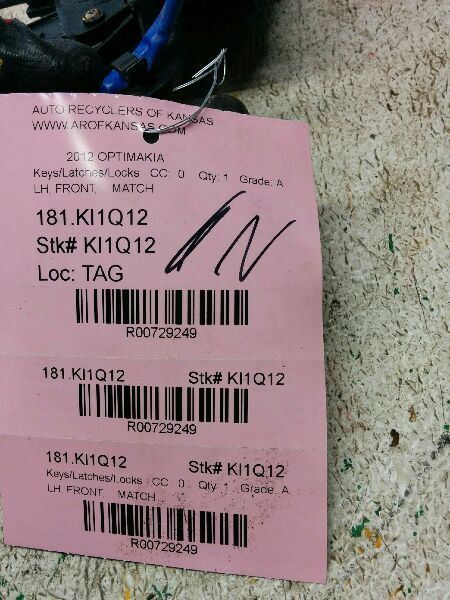 AUTO RECYCLERS OF KANSAS
WWW.AROFKANSAS.COM
2012 OPTIMAKIA
Keys/Latches/Locks CC: 0 Qty: 1 Grade: A
LH, FRONT, MATCH
181.KI1Q12
Stk# KI1Q12
Loc: TAG
R00729249
181.KI1Q12 Stk# KI1Q12
R00729249
181.KI1Q12 Stk# KI1Q12
Keys/Latches/Locks CC: 0 Qty: 1 Grade: A
LH, FRONT, MATCH
R00729249